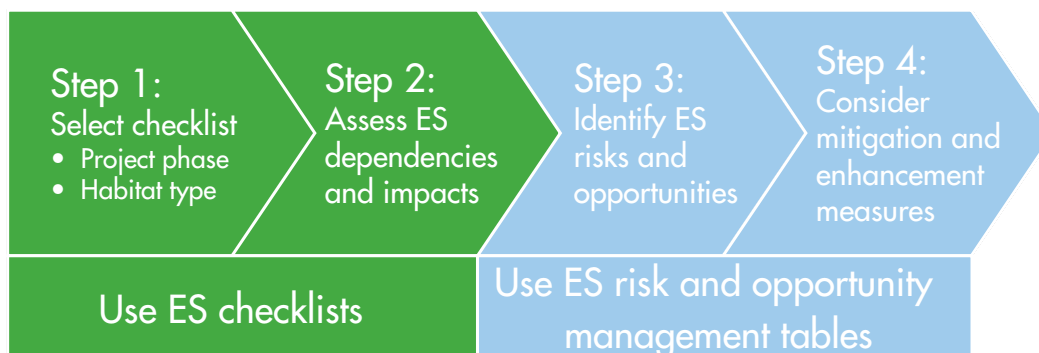 Step 1:
Select checklist
• Project phase
• Habitat type
Step 2:
Assess ES
dependencies
and impacts
Step 3:
Identify ES
risks and
opportunities
Step 4:
Consider
mitigation and
enhancement
measures
Use ES checklists
Use ES risk and opportunity
management tables